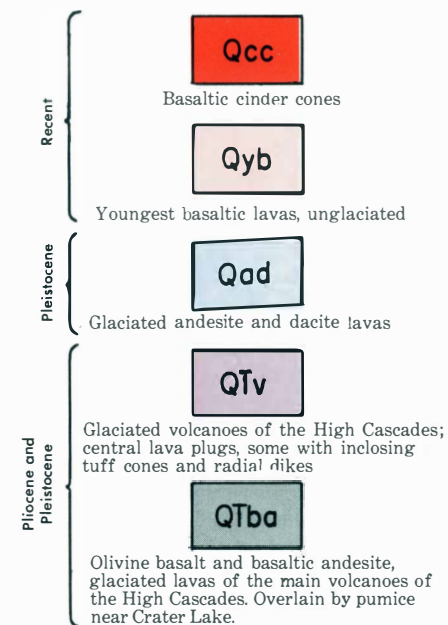 Recent
Qcc
Basaltic cinder cones
Qyb
Youngest basaltic lavas, unglaciated
Pleistocene
Qad
Glaciated andesite and dacite lavas
Pliocene and
Pleistocene
QTv
Glaciated volcanoes of the High Cascades;
central lava plugs, some with inclosing
tuff cones and radial dikes
QTba
Olivine basalt and basaltic andesite,
glaciated lavas of the main volcanoes of
the High Cascades. Overlain by pumice
near Crater Lake.